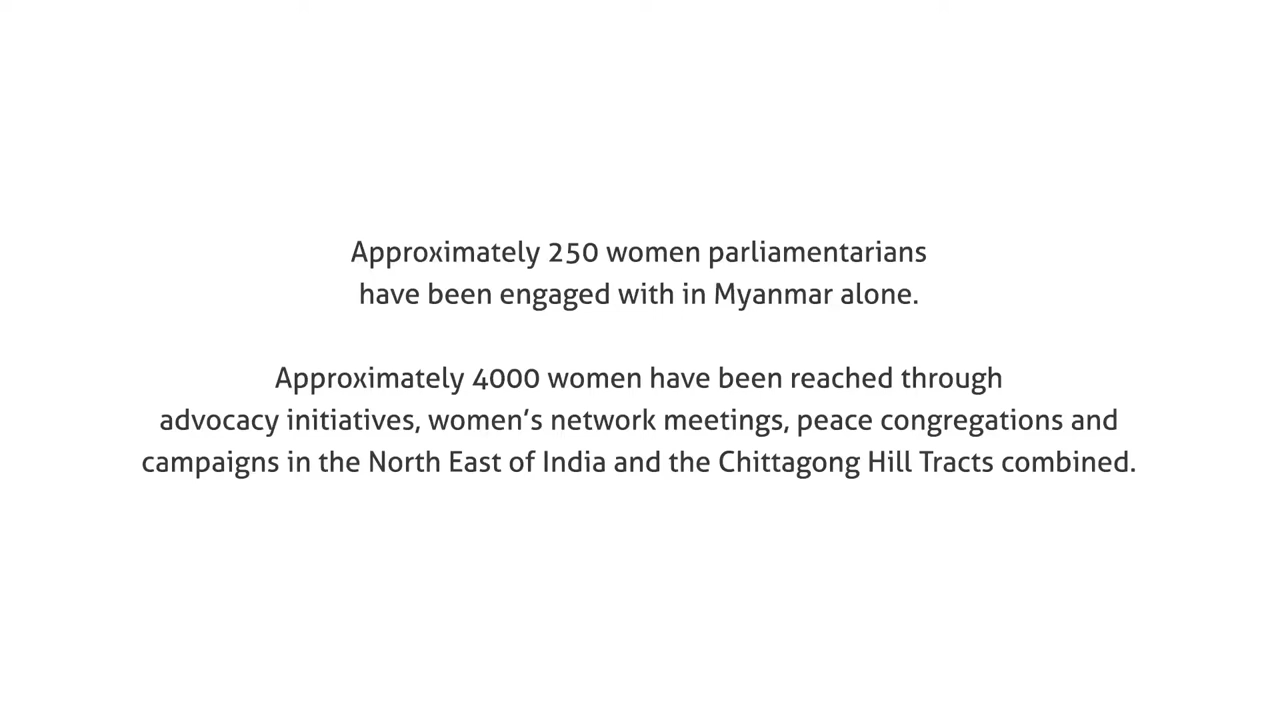 Approximately 250 women parliamentarians
have been engaged with in Myanmar alone.
Approximately 4000 women have been reached through
advocacy initiatives, women's network meetings, peace congregations and
campaigns in the North East of India and the Chittagong Hill Tracts combined.